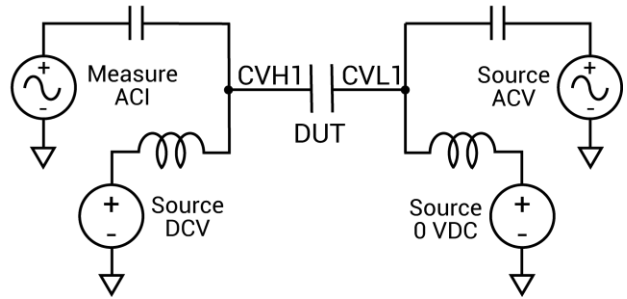 Measure
ACI
CVH1
CVL1
Source
ACV
DUT
Source
DCV
Source
0 VDC
+
-
+
-
+
-
+
-